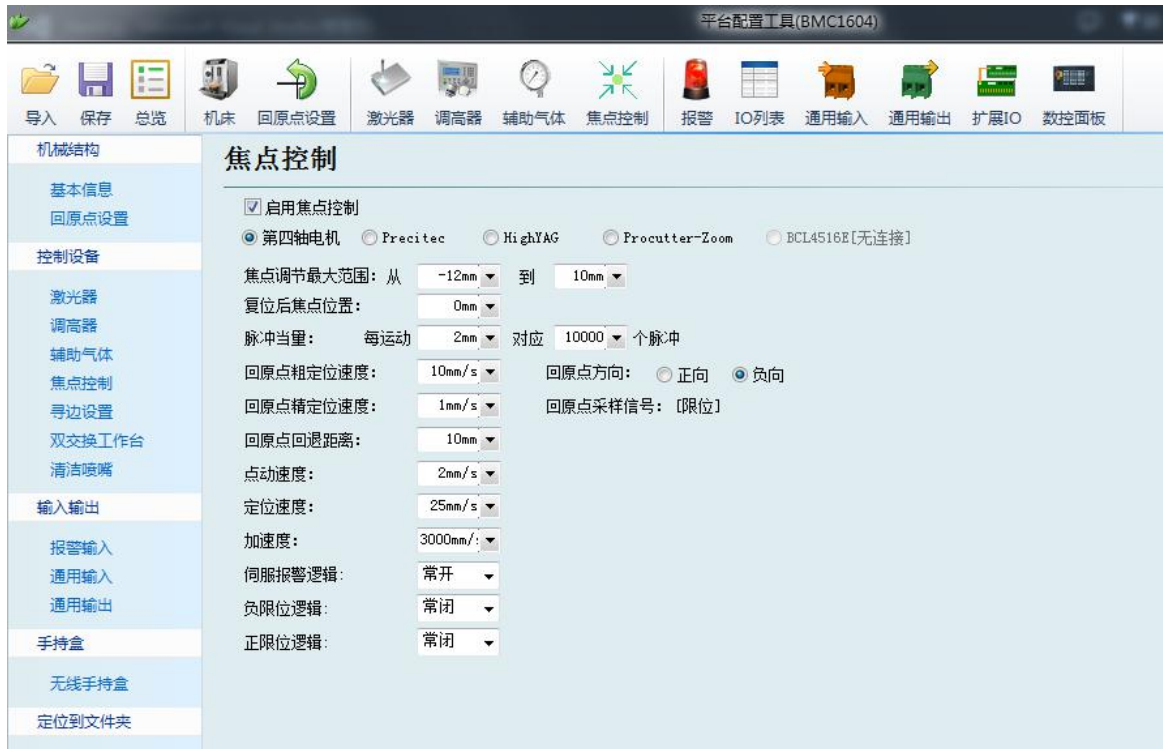 平台配置工具(BMC1604)
导入 保存 总览 机床 回原点设置 激光器 调高器 辅助气体 焦点控制 报警 IO列表 通用输入 通用输出 扩展IO 数控面板
机械结构
基本信息
回原点设置
控制设备
激光器
调高器
辅助气体
焦点控制
寻边设置
双交换工作台
清洁喷嘴
输入输出
报警输入
通用输入
通用输出
手持盒
无线手持盒
定位到文件夹
焦点控制
启用焦点控制
第四轴电机 Precitec HighYAG Procutter-Zoom BCL4516E[无连接]
焦点调节最大范围: 从 -12mm 到 10mm
复位后焦点位置: 0mm
脉冲当量: 每运动 2mm 对应 10000 个脉冲
回原点粗定位速度: 10mm/s 回原点方向: 正向 负向
回原点精定位速度: 1mm/s 回原点采样信号: [限位]
回原点回退距离: 10mm
点动速度: 2mm/s
定位速度: 25mm/s
加速度: 3000mm/
伺服报警逻辑: 常开
负限位逻辑: 常闭
正限位逻辑: 常闭